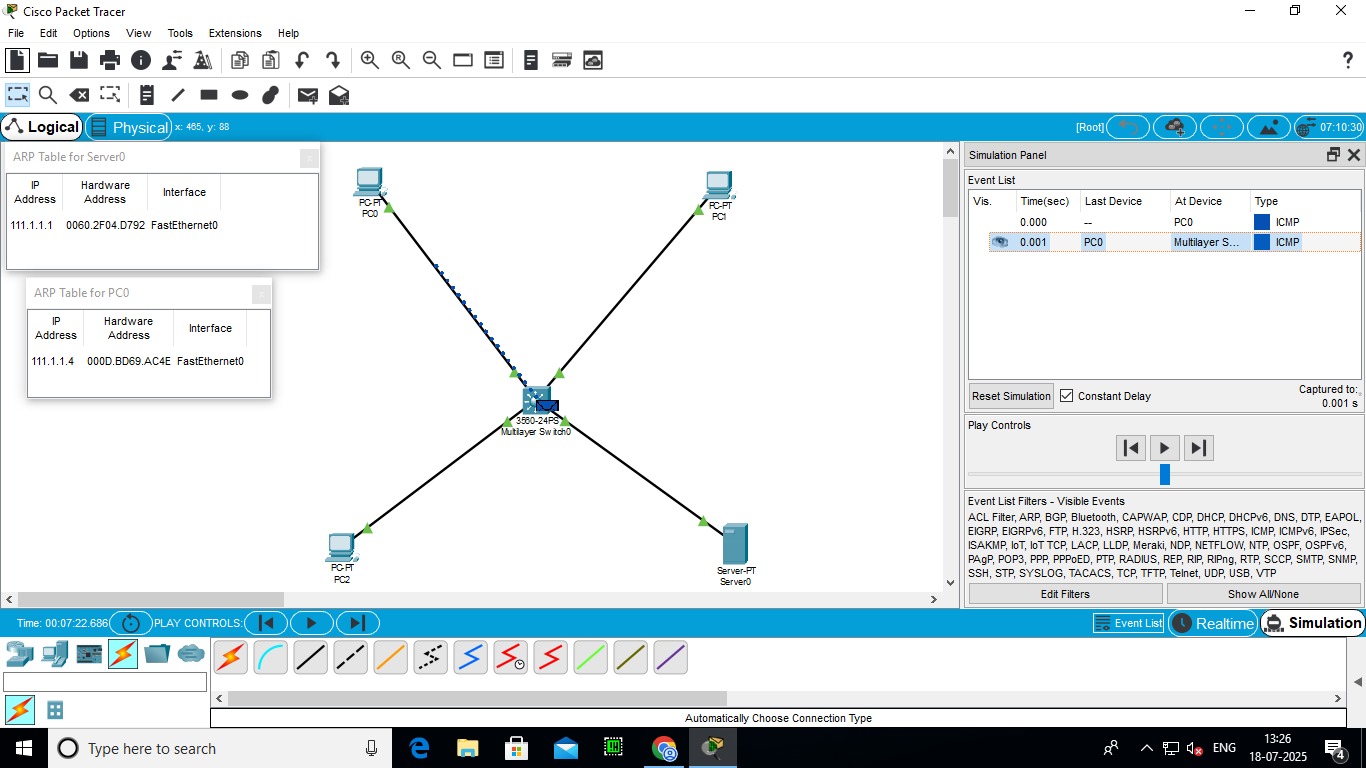 Cisco Packet Tracer
File Edit Options View Tools Extensions Help
Logical Physical x: 465, y: 88 [Root] 07:10:30
ARP Table for Server0
IP Address Hardware Address Interface
111.1.1.1 0060.2F04.D792 FastEthernet0
ARP Table for PC0
IP Address Hardware Address Interface
111.1.1.4 000D.BD69.AC4E FastEthernet0
PC-PT
PC0
PC-PT
PC1
3560-24PS
Multilayer Switch0
PC-PT
PC2
Server-PT
Server0
Simulation Panel
Event List
Vis. Time(sec) Last Device At Device Type
0.000 -- PC0 ICMP
0.001 PC0 Multilayer S... ICMP
Reset Simulation Constant Delay Captured to:
0.001 s
Play Controls
Event List Filters - Visible Events
ACL Filter, ARP, BGP, Bluetooth, CAPWAP, CDP, DHCP, DHCPv6, DNS, DTP, EAPOL,
EIGRP, EIGRPv6, FTP, H.323, HSRP, HSRPv6, HTTP, HTTPS, ICMP, ICMPv6, IPSec,
ISAKMP, IoT, IoT TCP, LACP, LLDP, Meraki, NDP, NETFLOW, NTP, OSPF, OSPFv6,
PAgP, POP3, PPP, PPPoED, PTP, RADIUS, REP, RIP, RIPng, RTP, SCCP, SMTP, SNMP,
SSH, STP, SYSLOG, TACACS, TCP, TFTP, Telnet, UDP, USB, VTP
Edit Filters Show All/None
Time: 00:07:22.686 PLAY CONTROLS: Event List Realtime Simulation
Automatically Choose Connection Type
Type here to search
ENG
13:26
18-07-2025
4